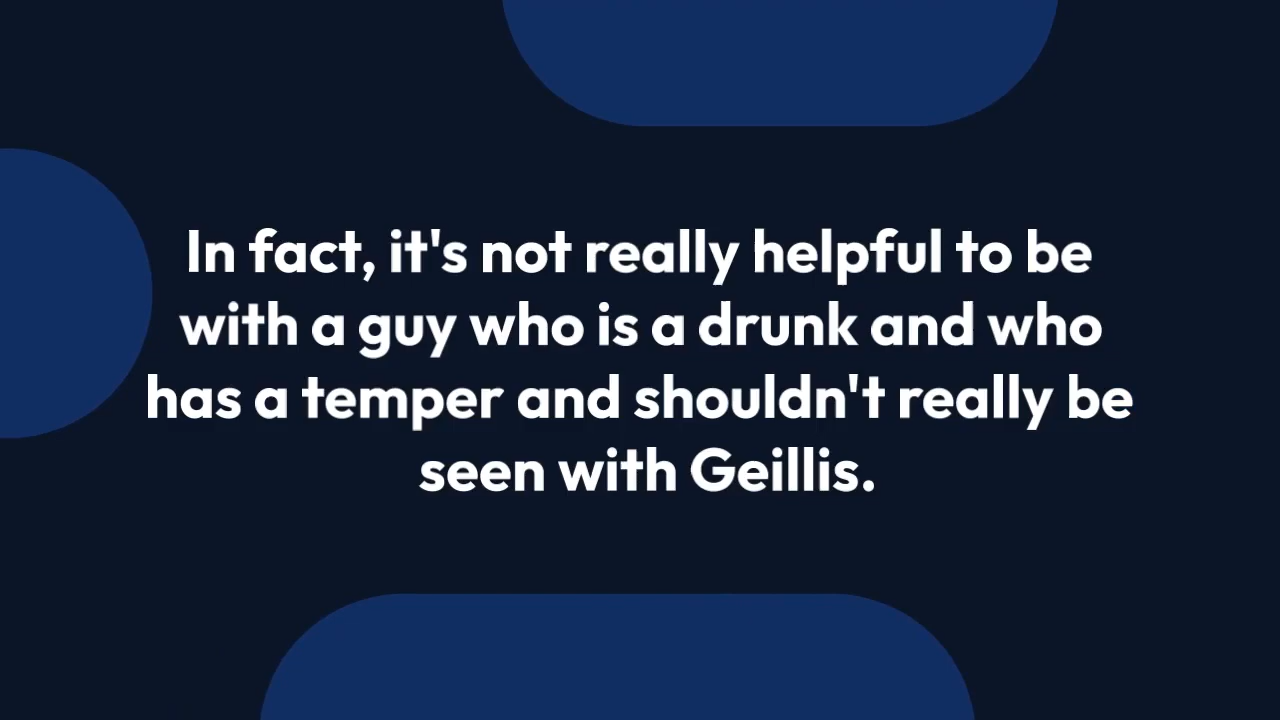 In fact, it's not really helpful to be
with a guy who is a drunk and who
has a temper and shouldn't really be
seen with Geillis.